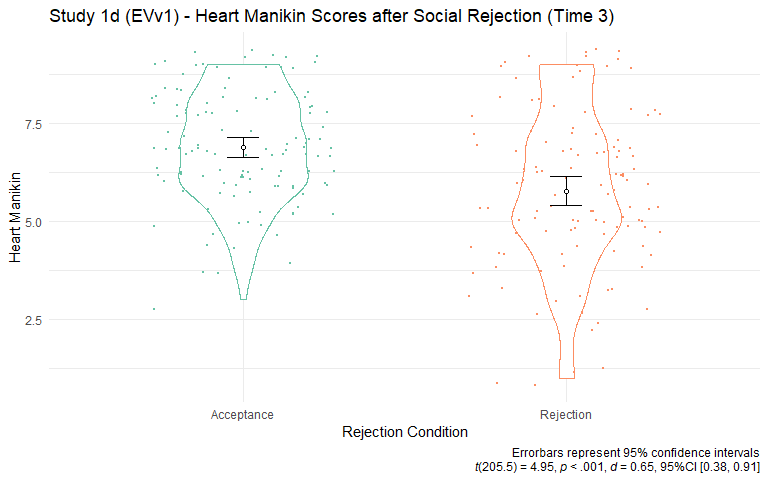 Study 1d (EVv1) - Heart Manikin Scores after Social Rejection (Time 3)
Heart Manikin
7.5
5.0
2.5
Acceptance
Rejection
Rejection Condition
Errorbars represent 95% confidence intervals
t(205.5) = 4.95, p < .001, d = 0.65, 95%CI [0.38, 0.91]